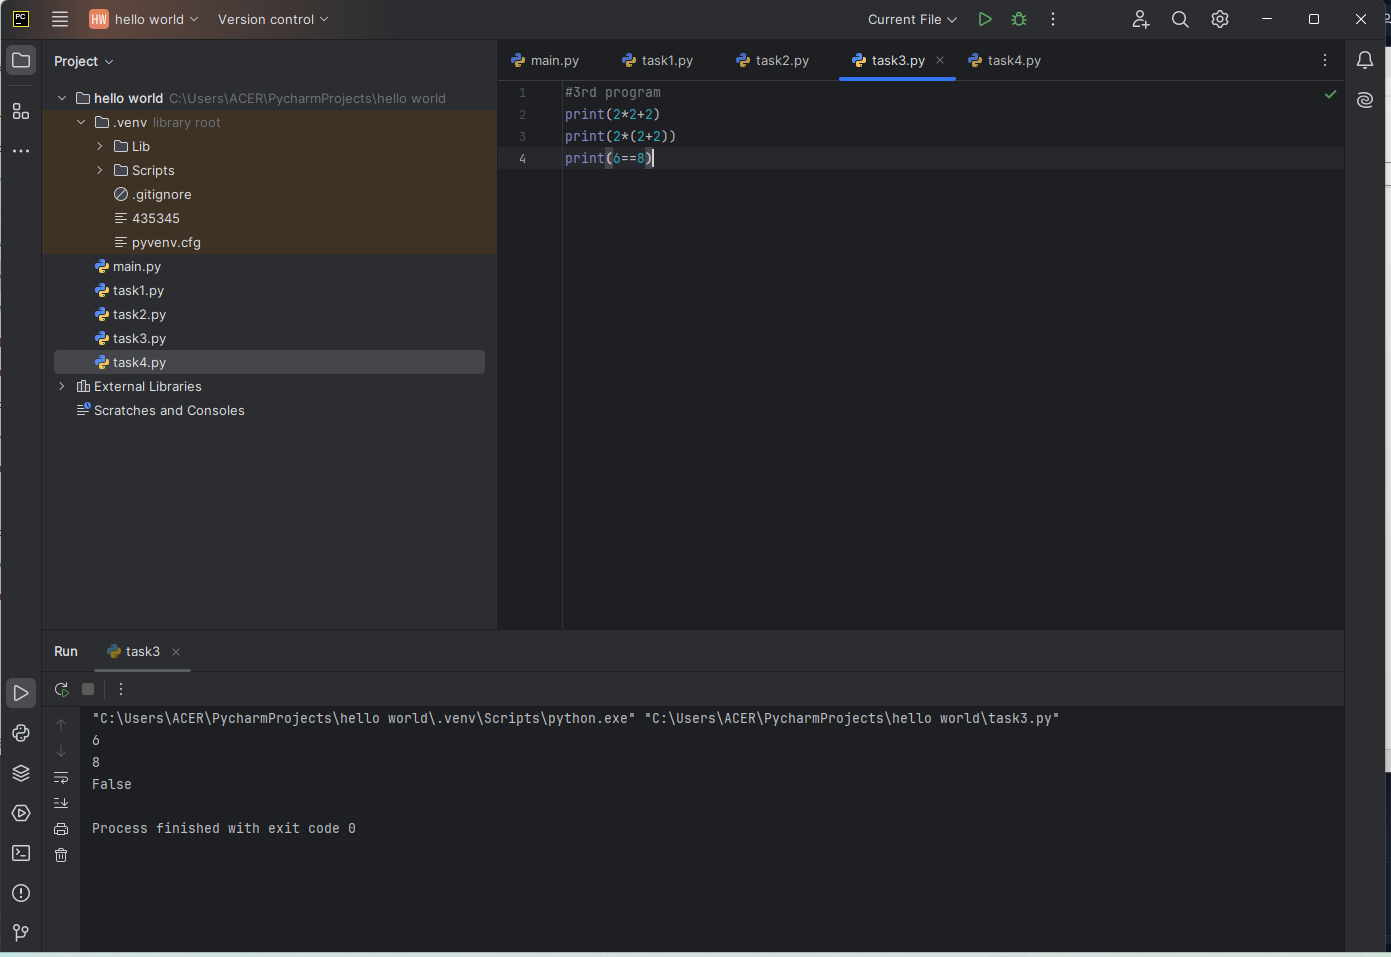 PC
HW hello world Version control Current File
Project
main.py task1.py task2.py task3.py task4.py
hello world C:\Users\ACER\PycharmProjects\hello world
.venv library root
Lib
Scripts
.gitignore
435345
pyvenv.cfg
main.py
task1.py
task2.py
task3.py
task4.py
External Libraries
Scratches and Consoles
1 #3rd program
2 print(2*2+2)
3 print(2*(2+2))
4 print(6==8)
Run task3
"C:\Users\ACER\PycharmProjects\hello world\.venv\Scripts\python.exe" "C:\Users\ACER\PycharmProjects\hello world\task3.py"
6
8
False
Process finished with exit code 0